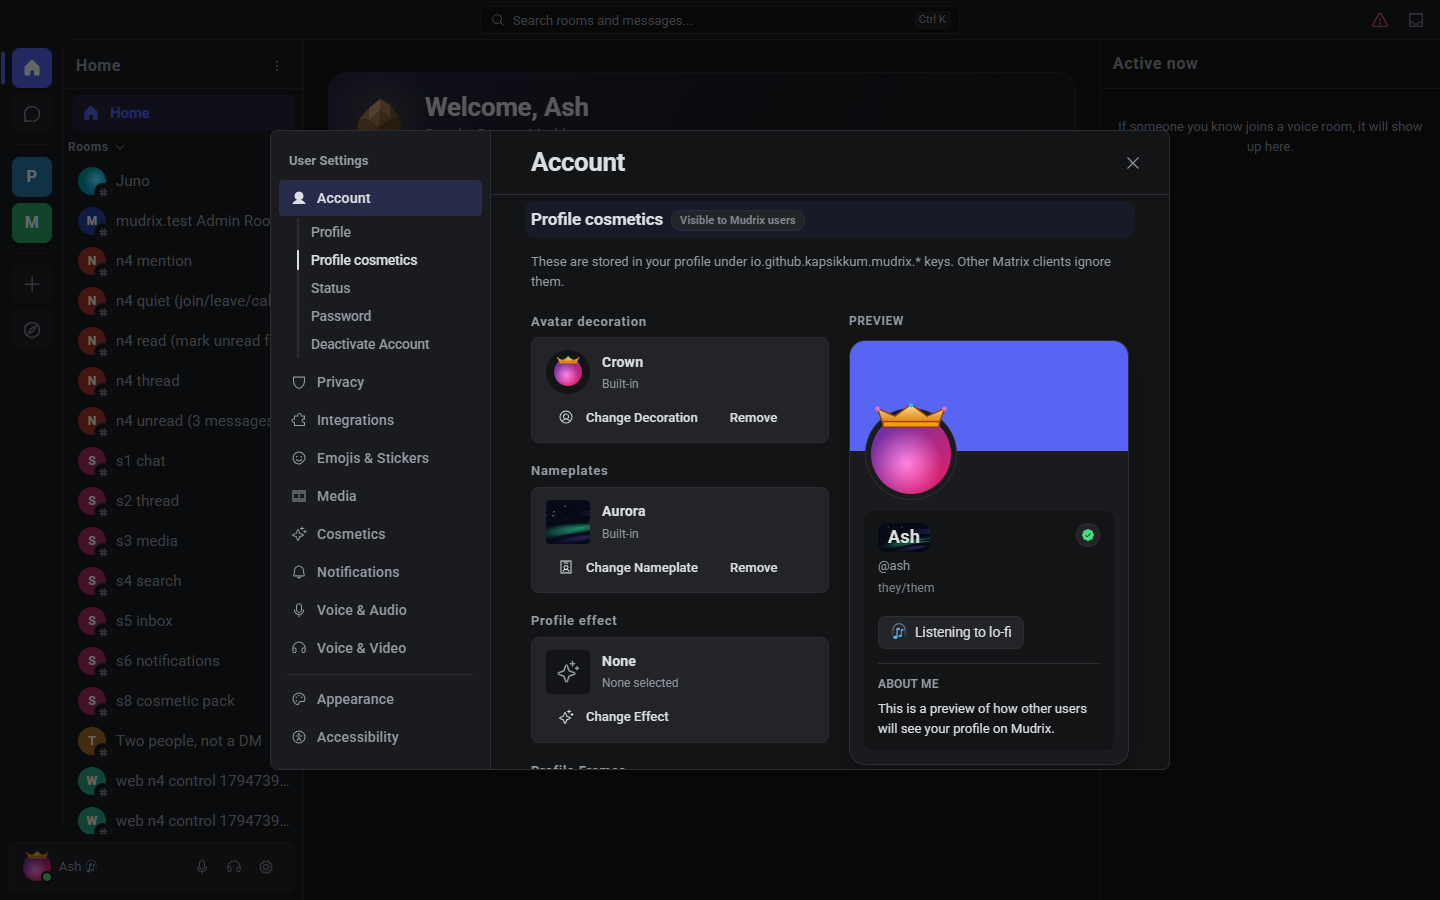 Search rooms and messages...
Ctrl K
Home
Home
Rooms
P
M
Juno
M
mudrix.test Admin Roo
N
n4 mention
N
n4 quiet (join/leave/cal
N
n4 read (mark unread f
N
n4 thread
N
n4 unread (3 messages
S
s1 chat
S
s2 thread
S
s3 media
S
s4 search
S
s5 inbox
S
s6 notifications
S
s8 cosmetic pack
T
Two people, not a DM
W
web n4 control 1794739...
W
web n4 control 1794739...
Ash
Welcome, Ash
Active now
If someone you know joins a voice room, it will show
up here.
User Settings
Account
Profile
Profile cosmetics
Status
Password
Deactivate Account
Privacy
Integrations
Emojis & Stickers
Media
Cosmetics
Notifications
Voice & Audio
Voice & Video
Appearance
Accessibility
Account
Profile cosmetics
Visible to Mudrix users
These are stored in your profile under io.github.kapsikkum.mudrix.* keys. Other Matrix clients ignore
them.
Avatar decoration
Crown
Built-in
Change Decoration
Remove
Nameplates
Aurora
Built-in
Change Nameplate
Remove
Profile effect
None
None selected
Change Effect
Profile Frames
PREVIEW
Ash
@ash
they/them
Listening to lo-fi
ABOUT ME
This is a preview of how other users
will see your profile on Mudrix.